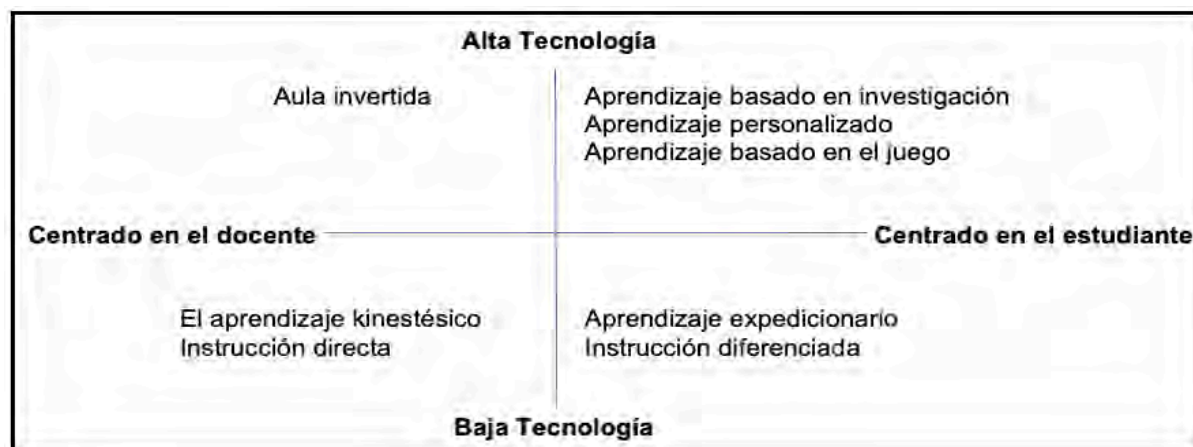 Alta Tecnología
Aula invertida
Aprendizaje basado en investigación
Aprendizaje personalizado
Aprendizaje basado en el juego
Centrado en el docente
Centrado en el estudiante
El aprendizaje kinestésico
Instrucción directa
Aprendizaje expedicionario
Instrucción diferenciada
Baja Tecnología